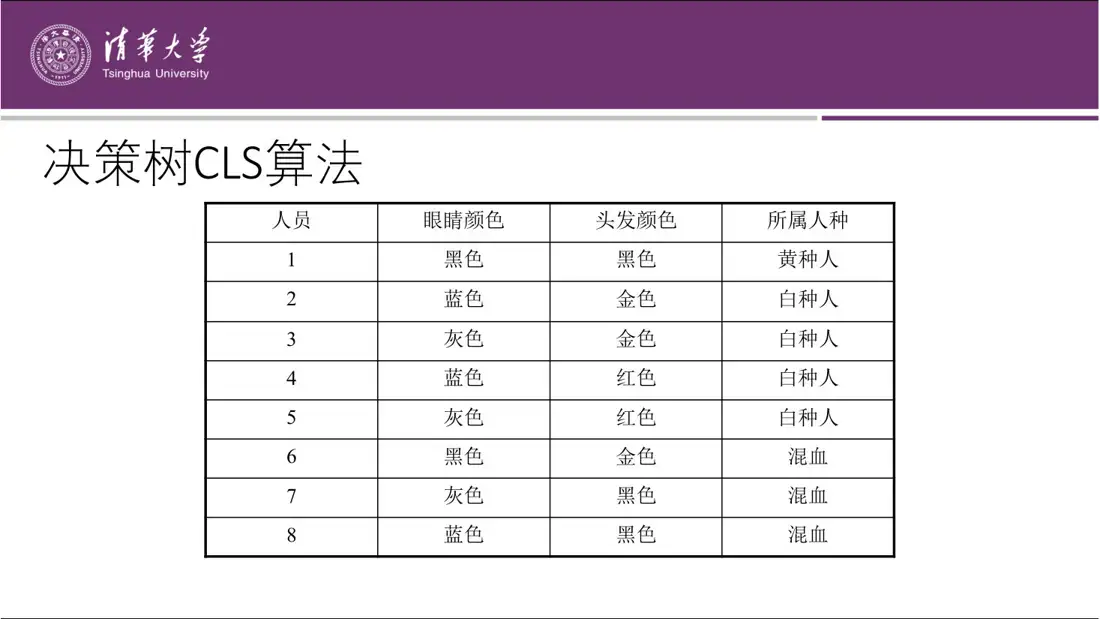 清华大学
Tsinghua University
决策树CLS算法
人员 眼睛颜色 头发颜色 所属人种
1 黑色 黑色 黄种人
2 蓝色 金色 白种人
3 灰色 金色 白种人
4 蓝色 红色 白种人
5 灰色 红色 白种人
6 黑色 金色 混血
7 灰色 黑色 混血
8 蓝色 黑色 混血